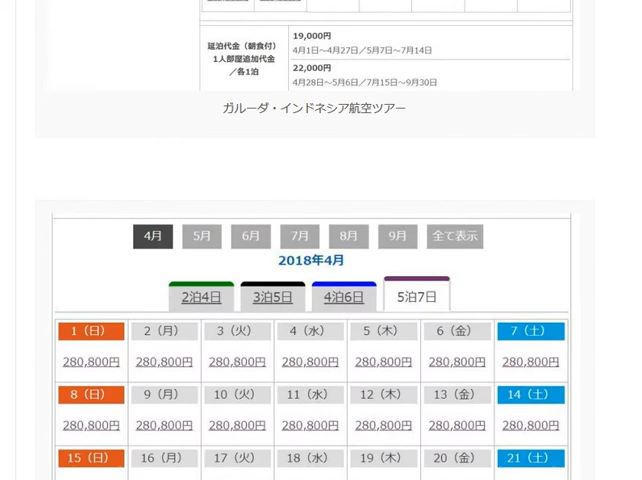 延泊代金（朝食付）
1人部屋追加代金
／各1泊
19,000円
4月1日～4月27日／5月7日～7月14日
22,000円
4月28日～5月6日／7月15日～9月30日
ガルーダ・インドネシア航空ツアー
4月 5月 6月 7月 8月 9月 全て表示
2018年4月
2泊4日 3泊5日 4泊6日 5泊7日
1（日） 2（月） 3（火） 4（水） 5（木） 6（金） 7（土）
280,800円 280,800円 280,800円 280,800円 280,800円 280,800円 280,800円
8（日） 9（月） 10（火） 11（水） 12（木） 13（金） 14（土）
280,800円 280,800円 280,800円 280,800円 280,800円 280,800円 280,800円
15（日） 16（月） 17（火） 18（水） 19（木） 20（金） 21（土）